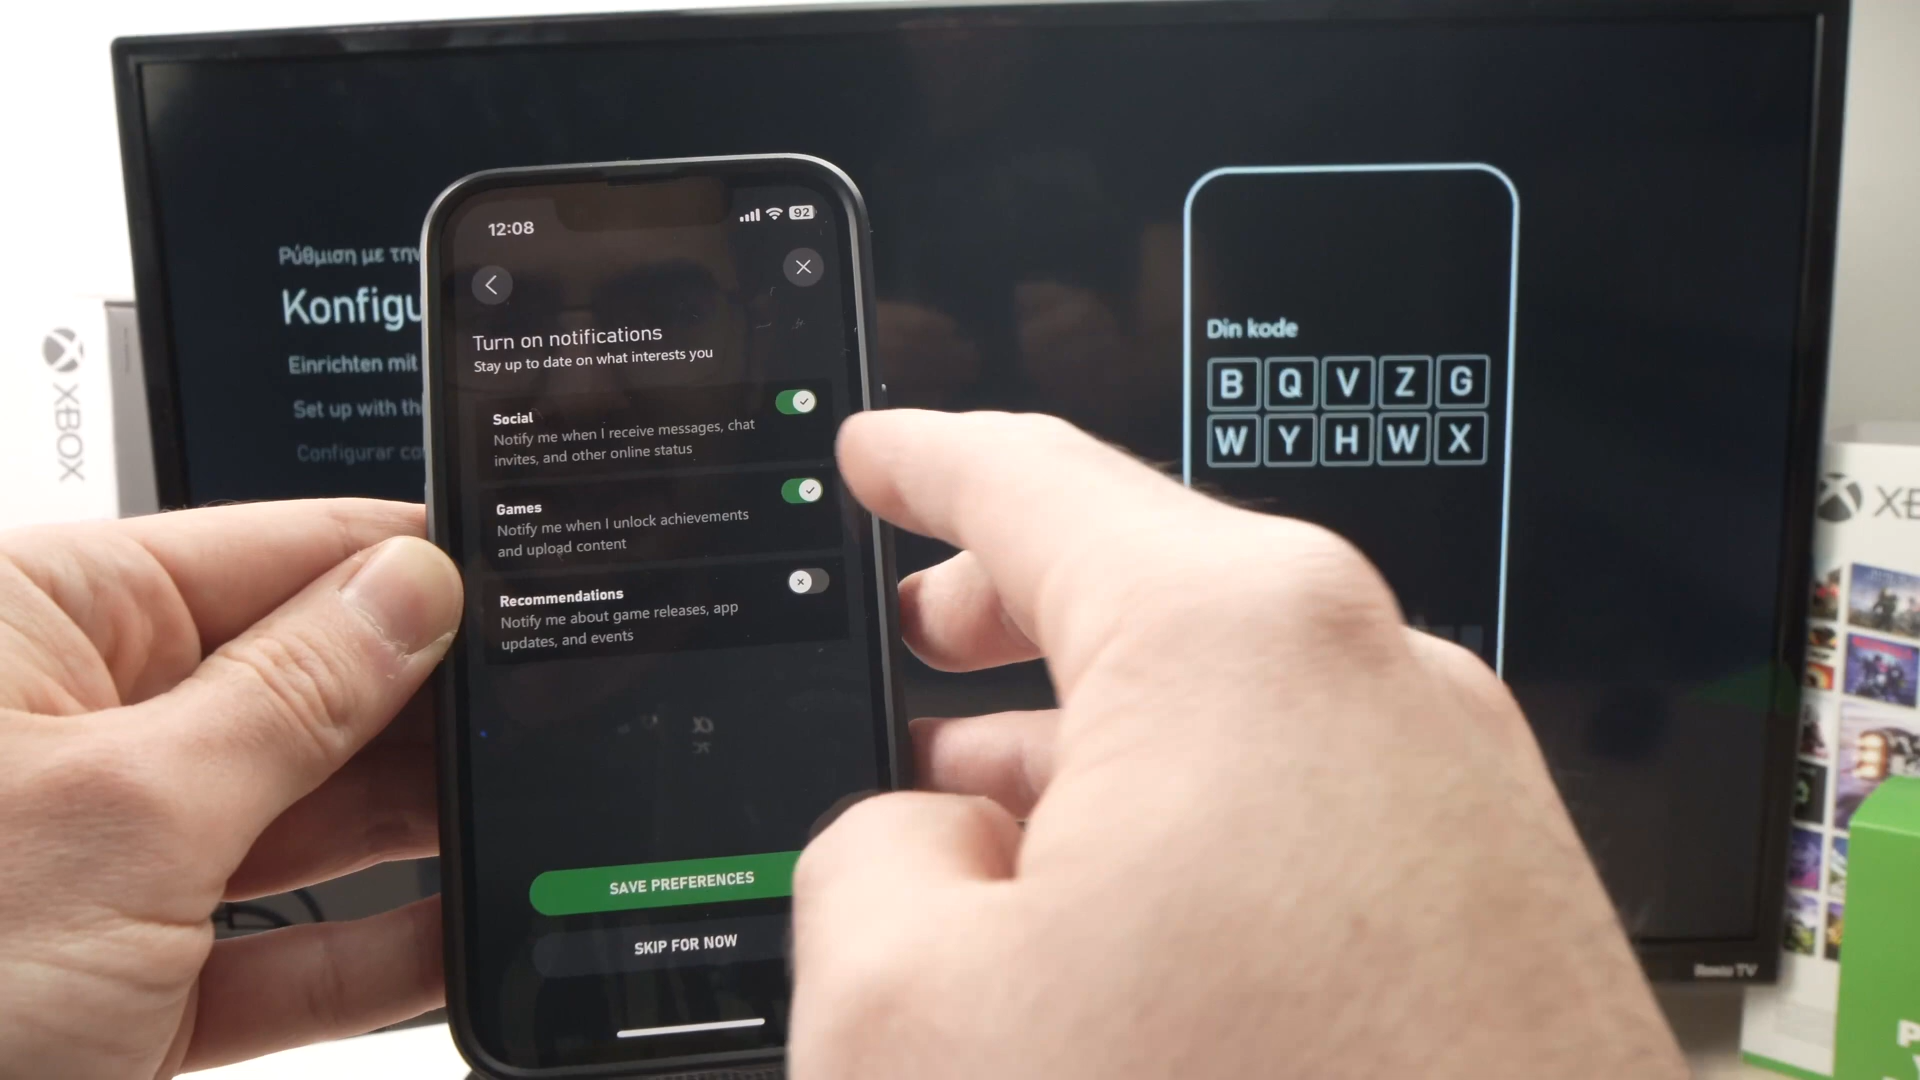 Ρύθμιση με την
Konfigu
Einrichten mit
Set up with th
Configurar co
XBOX
12:08
92
Turn on notifications
Stay up to date on what interests you
Social
Notify me when I receive messages, chat
invites, and other online status
Games
Notify me when I unlock achievements
and upload content
Recommendations
Notify me about game releases, app
updates, and events
SAVE PREFERENCES
SKIP FOR NOW
Din kode
B Q V Z G
W Y H W X
Roku TV
XB